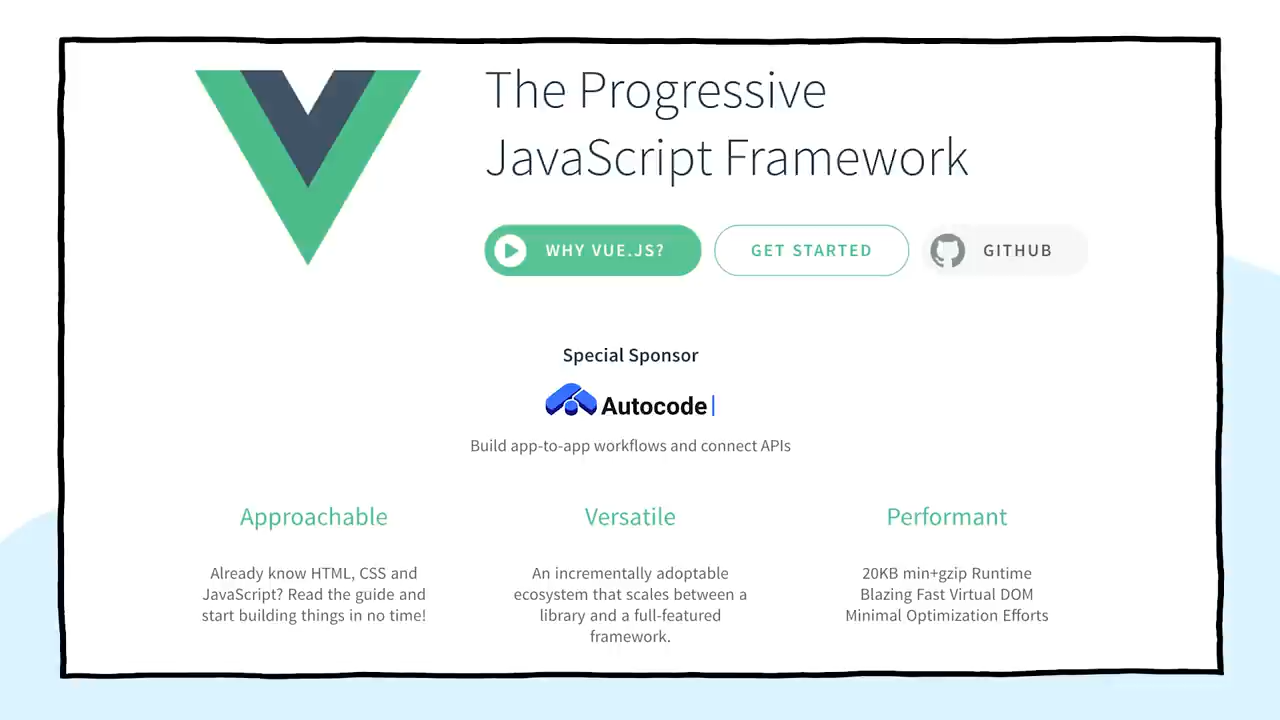 The Progressive
JavaScript Framework
WHY VUE.JS?
GET STARTED
GITHUB
Special Sponsor
Autocode
Build app-to-app workflows and connect APIs
Approachable
Already know HTML, CSS and
JavaScript? Read the guide and
start building things in no time!
Versatile
An incrementally adoptable
ecosystem that scales between a
library and a full-featured
framework.
Performant
20KB min+gzip Runtime
Blazing Fast Virtual DOM
Minimal Optimization Efforts